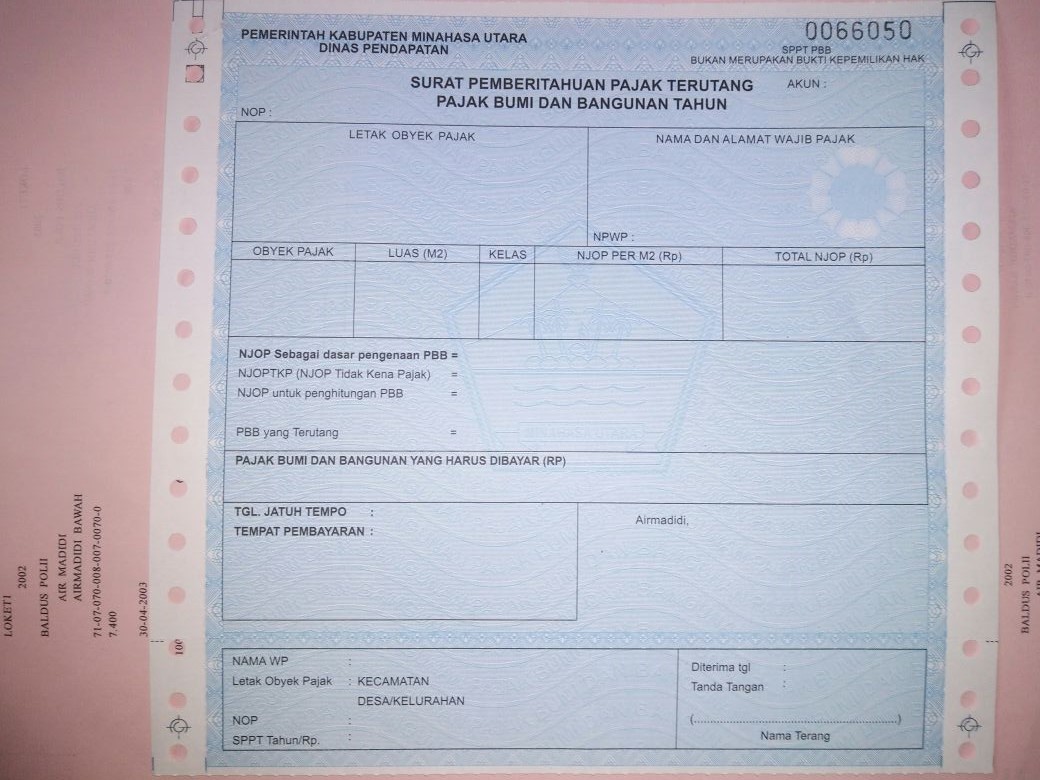 PEMERINTAH KABUPATEN MINAHASA UTARA
DINAS PENDAPATAN
0066050
SPPT PBB
BUKAN MERUPAKAN BUKTI KEPEMILIKAN HAK
SURAT PEMBERITAHUAN PAJAK TERUTANG
AKUN :
PAJAK BUMI DAN BANGUNAN TAHUN
NOP :
LETAK OBYEK PAJAK
NAMA DAN ALAMAT WAJIB PAJAK
NPWP :
OBYEK PAJAK LUAS (M2) KELAS NJOP PER M2 (Rp) TOTAL NJOP (Rp)
NJOP Sebagai dasar pengenaan PBB =
NJOPTKP (NJOP Tidak Kena Pajak) =
NJOP untuk penghitungan PBB =
PBB yang Terutang =
PAJAK BUMI DAN BANGUNAN YANG HARUS DIBAYAR (RP)
TGL. JATUH TEMPO :
TEMPAT PEMBAYARAN :
Airmadidi,
NAMA WP :
Letak Obyek Pajak : KECAMATAN
DESA/KELURAHAN
NOP :
SPPT Tahun/Rp. :
Diterima tgl :
Tanda Tangan :
(..............................................................)
Nama Terang
100
LOKET1
2002
BALDUS POLII
AIR MADIDI
AIRMADIDI BAWAH
71-07-070-008-007-0070-0
7.400
30-04-2003
2002
BALDUS POLII